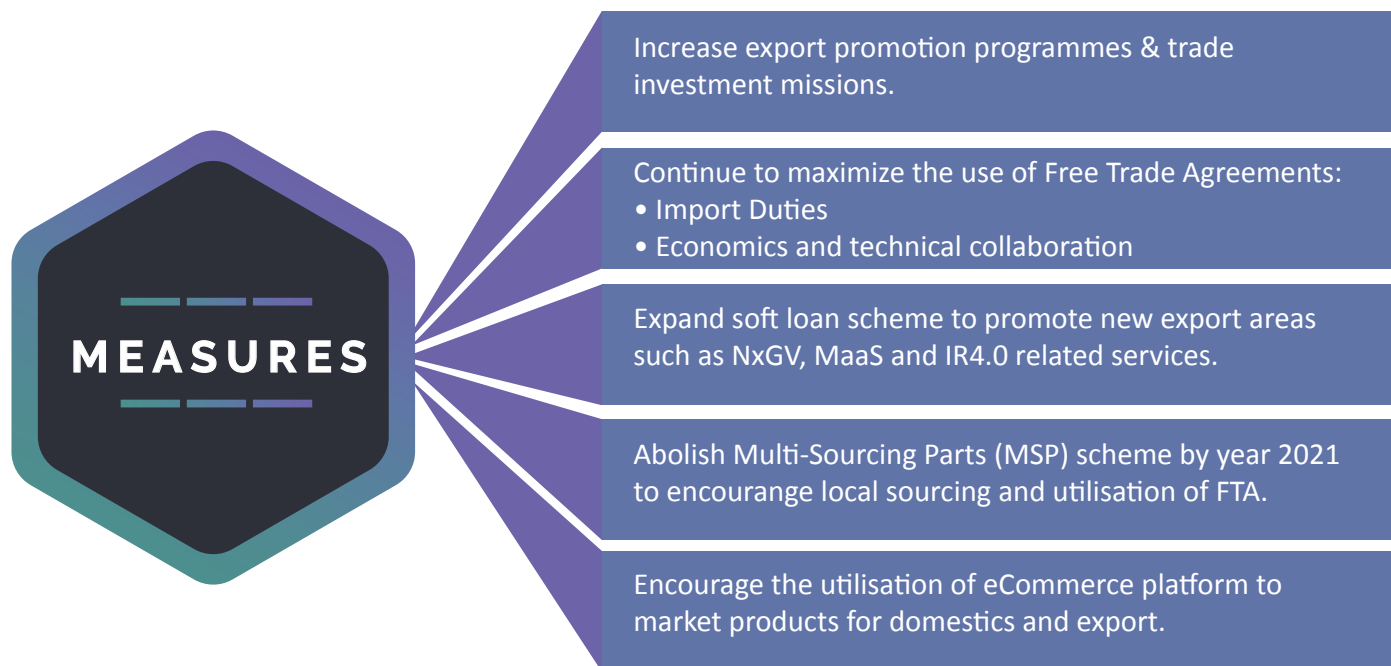 MEASURES
Increase export promotion programmes & trade
investment missions.
Continue to maximize the use of Free Trade Agreements:
• Import Duties
• Economics and technical collaboration
Expand soft loan scheme to promote new export areas
such as NxGV, MaaS and IR4.0 related services.
Abolish Multi-Sourcing Parts (MSP) scheme by year 2021
to encourange local sourcing and utilisation of FTA.
Encourage the utilisation of eCommerce platform to
market products for domestics and export.